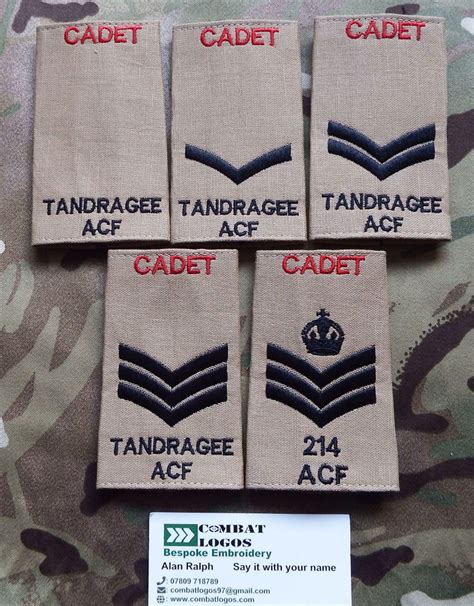 CADET
TANDRAGEE
ACF
CADET
TANDRAGEE
ACF
CADET
TANDRAGEE
ACF
CADET
TANDRAGEE
ACF
CADET
214
ACF
COMBAT
LOGOS
Bespoke Embroidery
Alan Ralph Say it with your name
07809 718789
combatlogos97@gmail.com
www.combatlogos.com